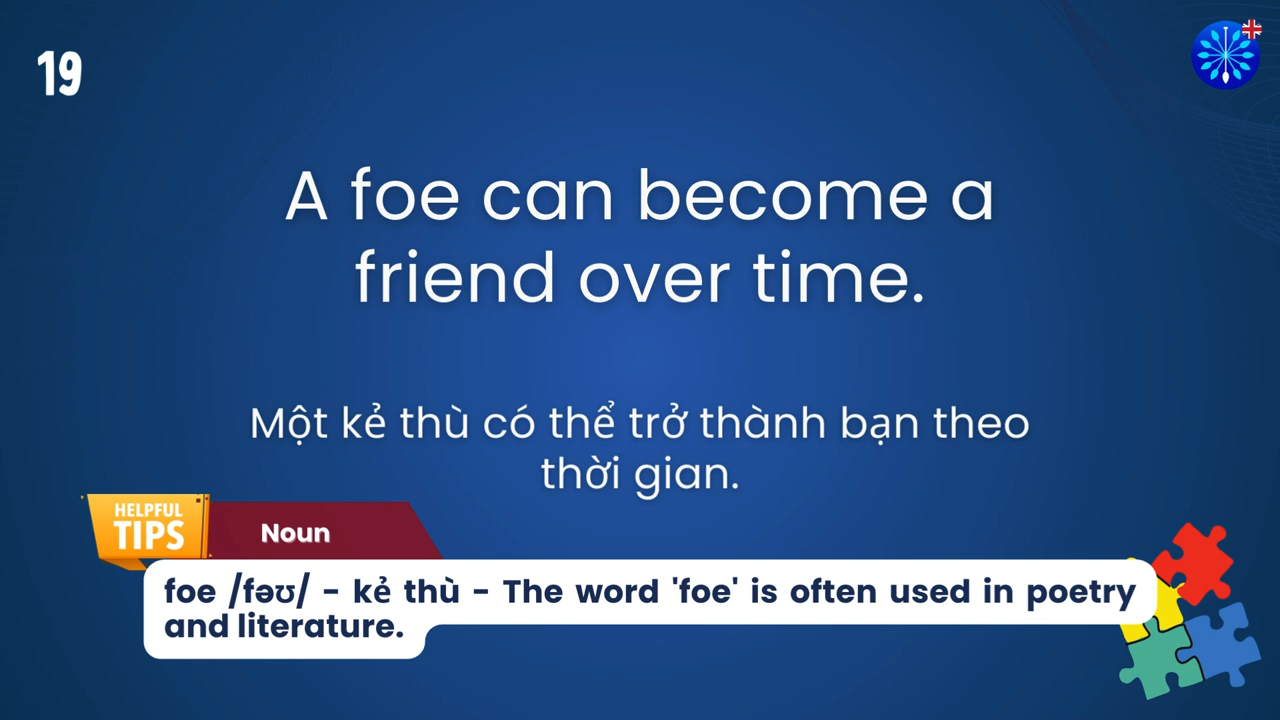 19
A foe can become a
friend over time.
Một kẻ thù có thể trở thành bạn theo
thời gian.
HELPFUL
TIPS
Noun
foe /fəʊ/ - kẻ thù - The word 'foe' is often used in poetry
and literature.